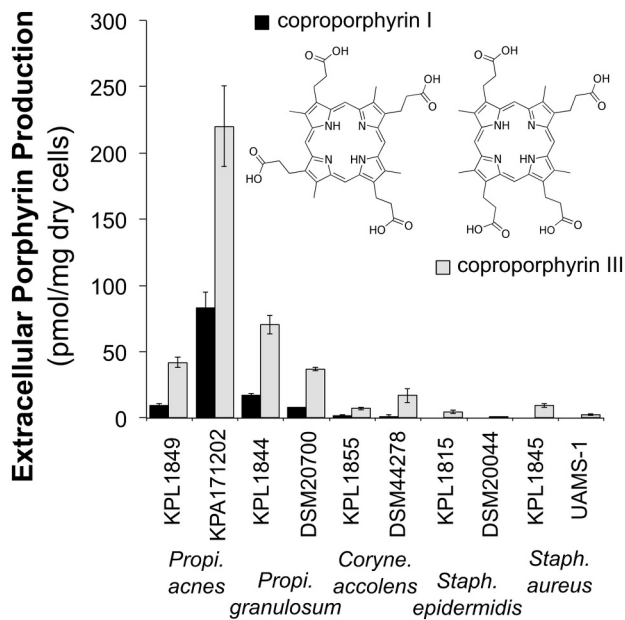 Extracellular Porphyrin Production
(pmol/mg dry cells)
300
250
200
150
100
50
0
coproporphyrin I
O
OH
OH
O
NH
N
N
HN
O
HO
HO
O
O
OH
OH
O
NH
N
N
HN
HO
O
HO
O
coproporphyrin III
KPL1849
KPA171202
KPL1844
DSM20700
KPL1855
DSM44278
KPL1815
DSM20044
KPL1845
UAMS-1
Propi.
acnes
Propi.
granulosum
Coryne.
accolens
Staph.
epidermidis
Staph.
aureus